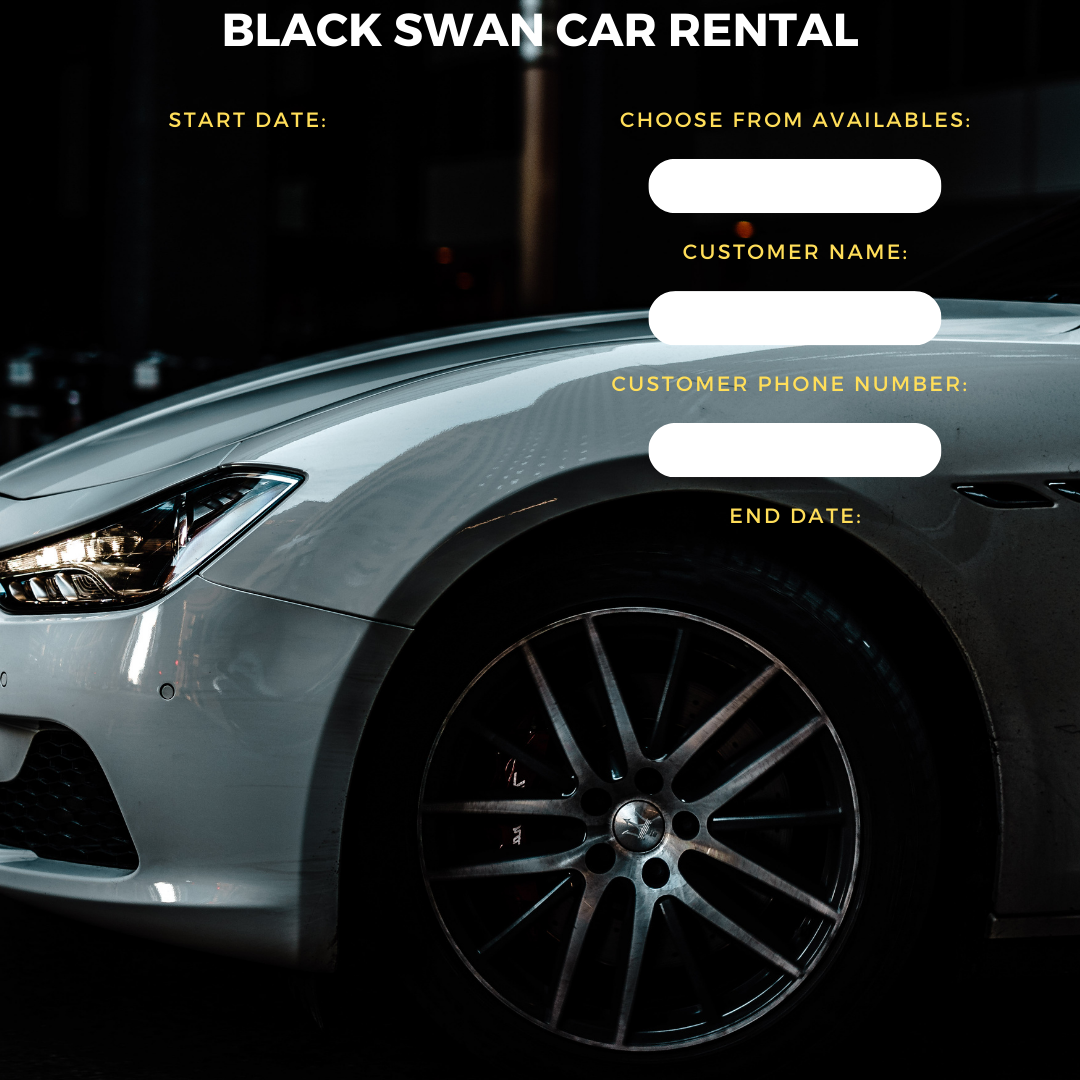 BLACK SWAN CAR RENTAL
START DATE:
CHOOSE FROM AVAILABLES:
CUSTOMER NAME:
CUSTOMER PHONE NUMBER:
END DATE: